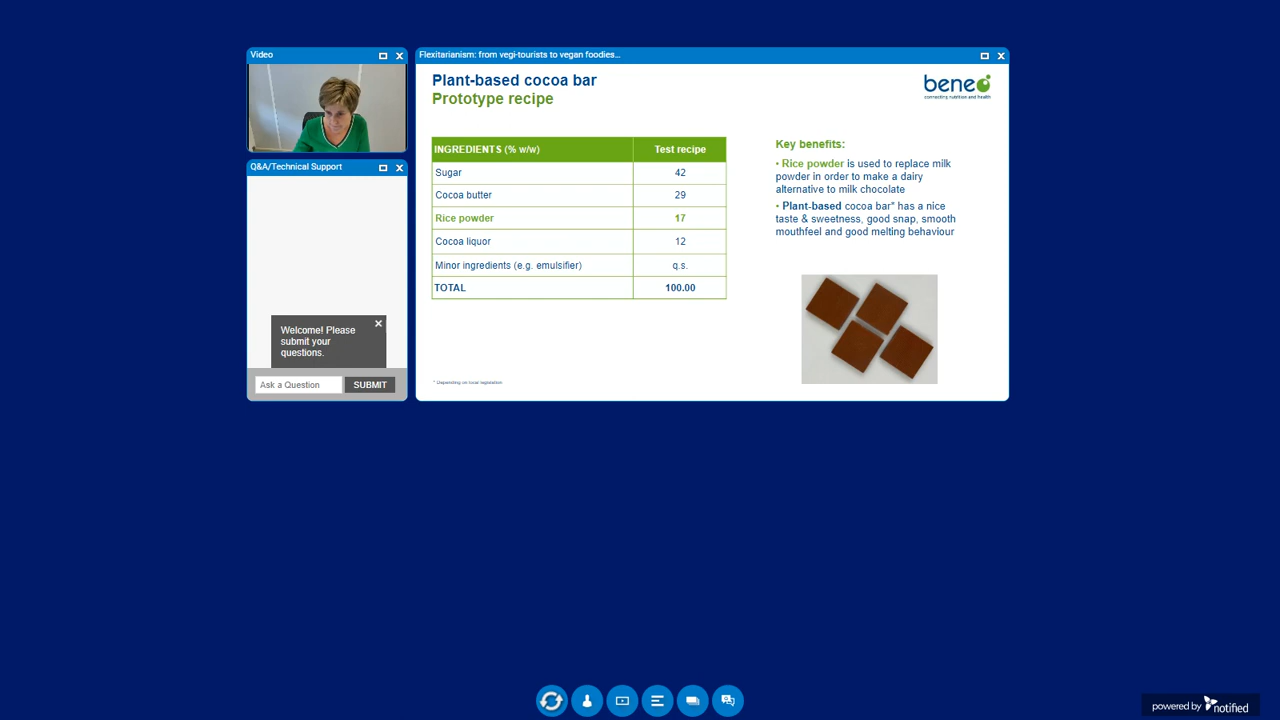 Video
Flexitarianism: from vegi-tourists to vegan foodies...
Plant-based cocoa bar
Prototype recipe
beneo
connecting nutrition and health
INGREDIENTS (% w/w) Test recipe
Sugar 42
Cocoa butter 29
Rice powder 17
Cocoa liquor 12
Minor ingredients (e.g. emulsifier) q.s.
TOTAL 100.00
Key benefits:
• Rice powder is used to replace milk
powder in order to make a dairy
alternative to milk chocolate
• Plant-based cocoa bar* has a nice
taste & sweetness, good snap, smooth
mouthfeel and good melting behaviour
* Depending on local legislation
Q&A/Technical Support
Welcome! Please
submit your
questions.
Ask a Question SUBMIT
powered by notified